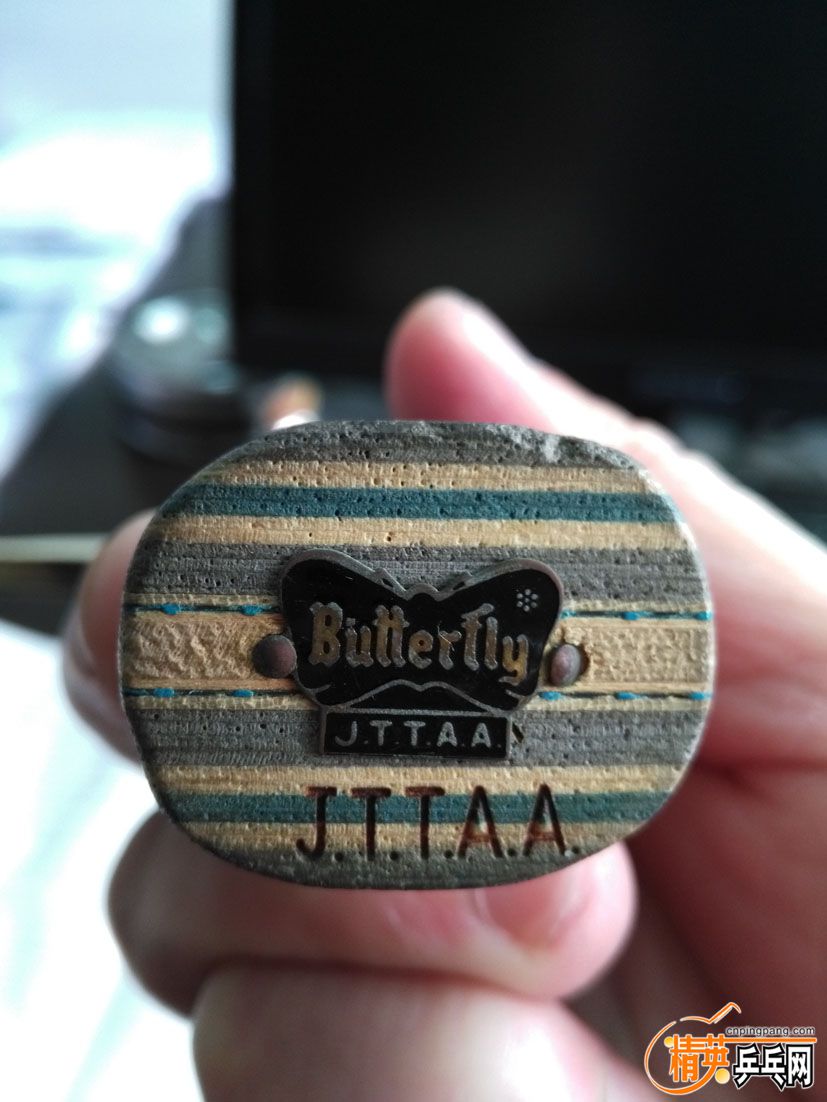 Butterfly
J.T.T.A.A.
J.T.T.A.A.
cnpingpang.com
精英乒乓网